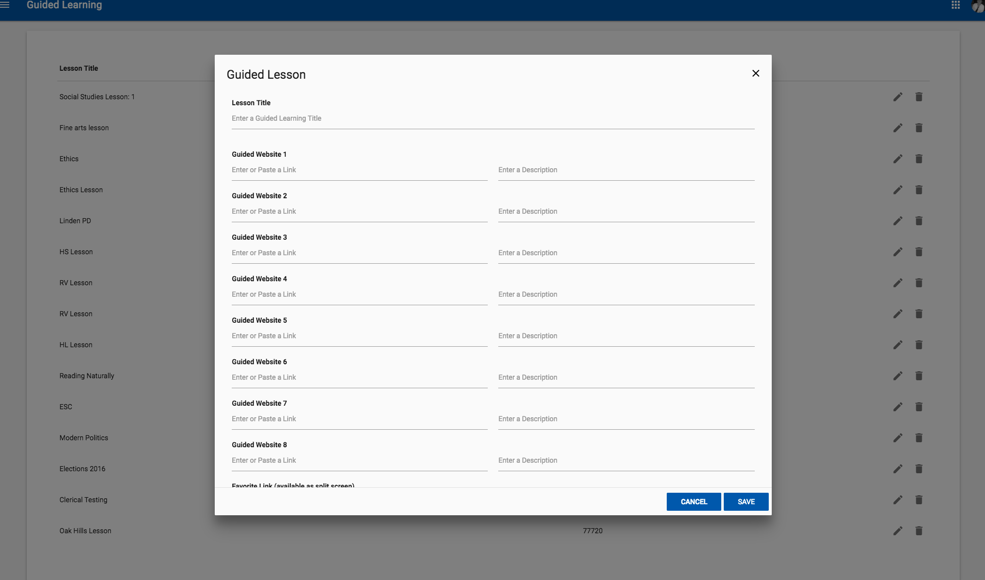 Guided Learning
Lesson Title
Social Studies Lesson: 1
Fine arts lesson
Ethics
Ethics Lesson
Linden PD
HS Lesson
RV Lesson
RV Lesson
HL Lesson
Reading Naturally
ESC
Modern Politics
Elections 2016
Clerical Testing
Oak Hills Lesson 77720
Guided Lesson
Lesson Title
Enter a Guided Learning Title
Guided Website 1
Enter or Paste a Link Enter a Description
Guided Website 2
Enter or Paste a Link Enter a Description
Guided Website 3
Enter or Paste a Link Enter a Description
Guided Website 4
Enter or Paste a Link Enter a Description
Guided Website 5
Enter or Paste a Link Enter a Description
Guided Website 6
Enter or Paste a Link Enter a Description
Guided Website 7
Enter or Paste a Link Enter a Description
Guided Website 8
Enter or Paste a Link Enter a Description
Favorite Link (available as split screen)
CANCEL SAVE